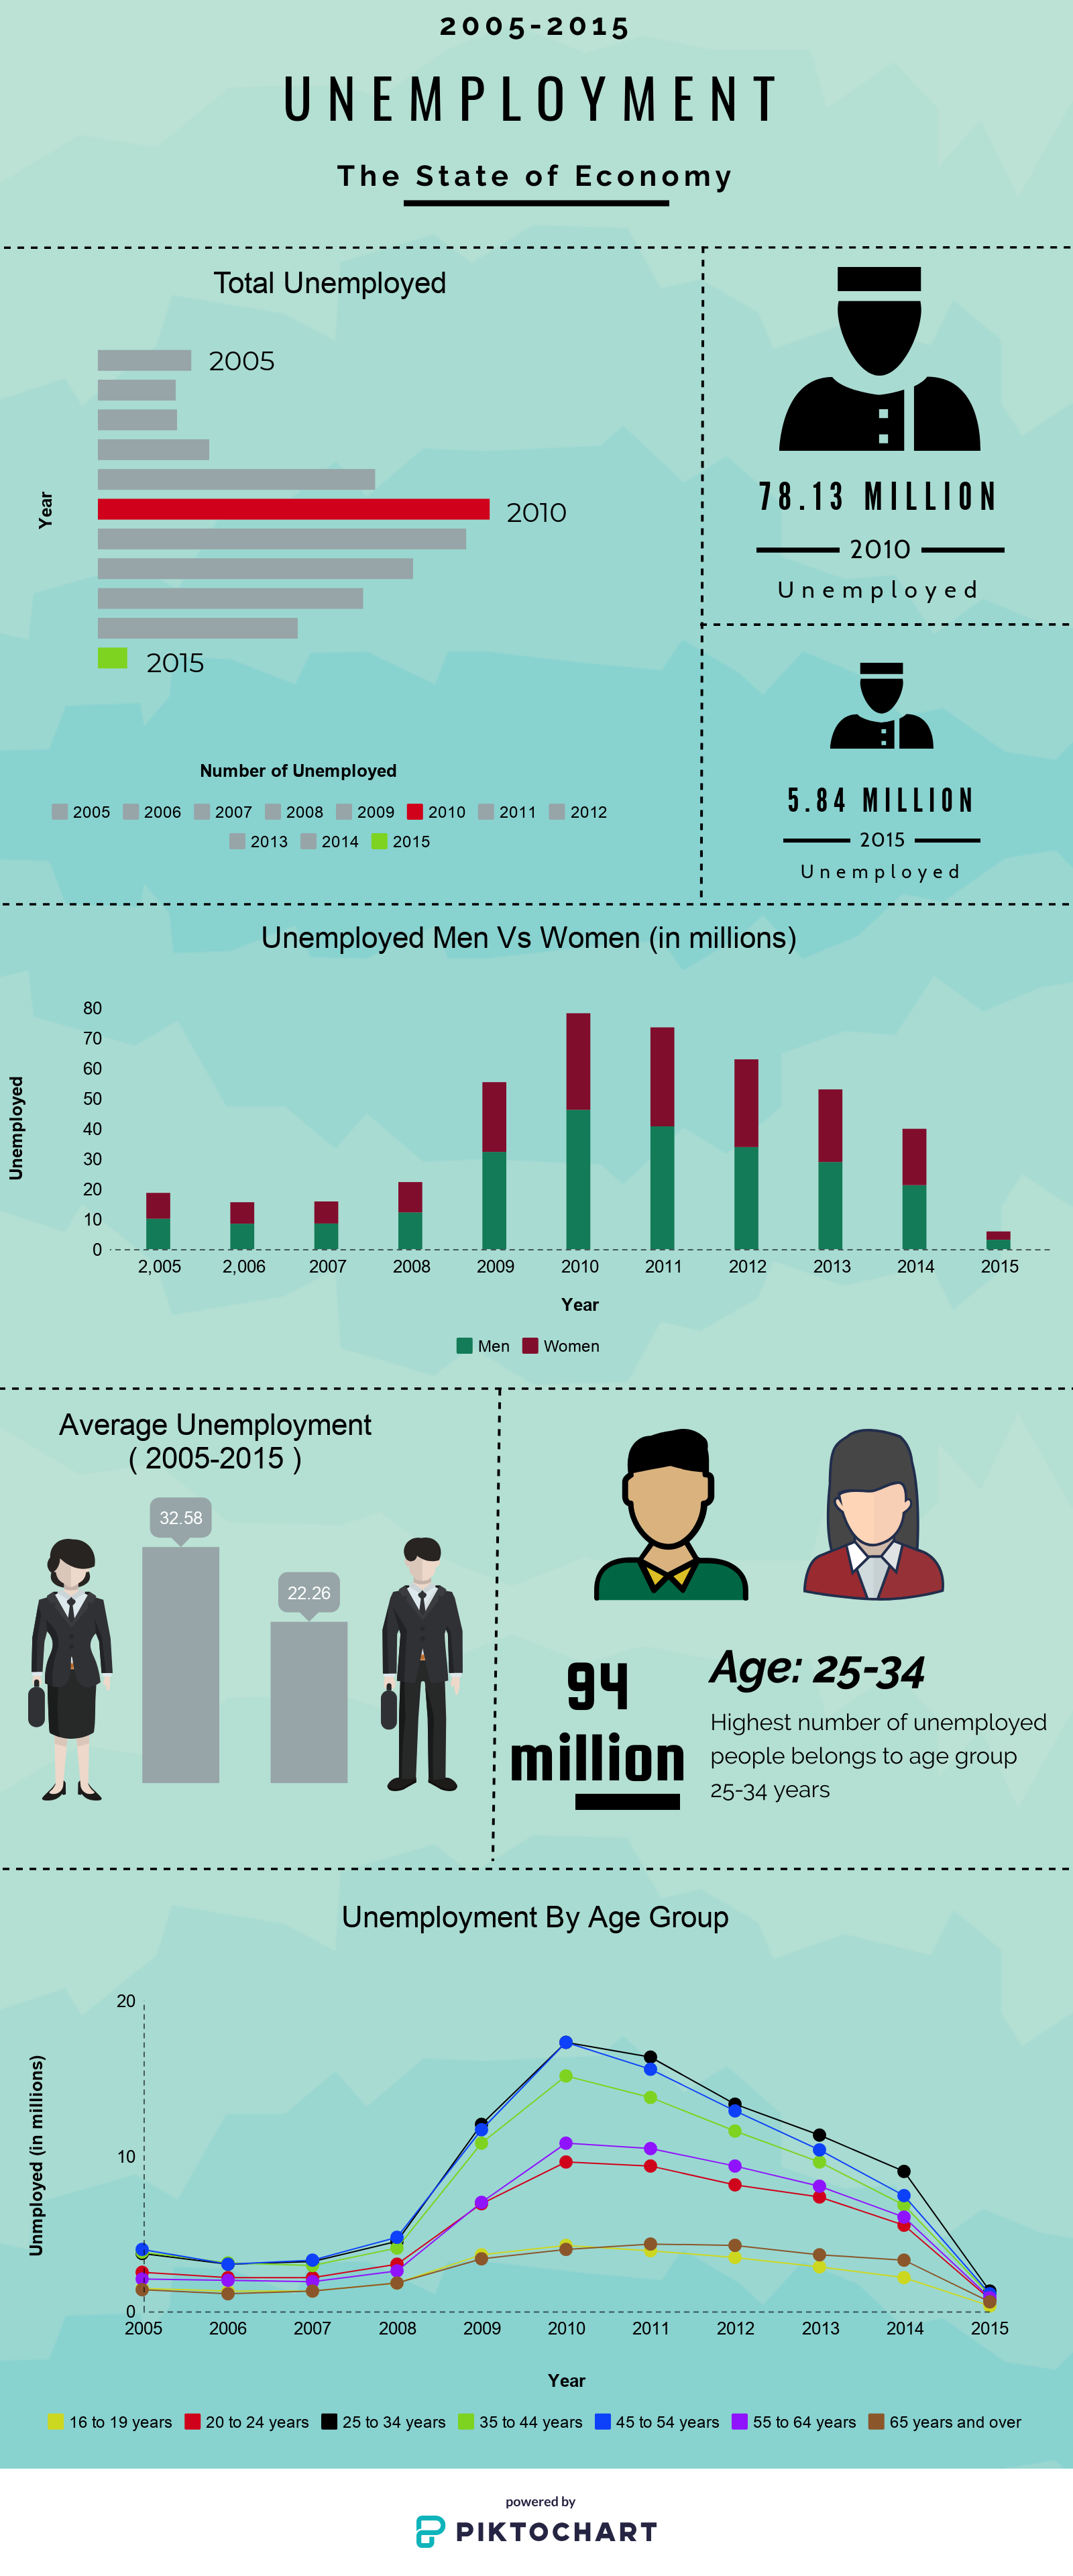 2005-2015
UNEMPLOYMENT
The State of Economy
Total Unemployed
2005
Year
2010
2015
Number of Unemployed
2005 2006 2007 2008 2009 2010 2011 2012
2013 2014 2015
78.13 MILLION
2010
Unemployed
5.84 MILLION
2015
Unemployed
Unemployed Men Vs Women (in millions)
Unemployed
80
70
60
50
40
30
20
10
0
2,005 2,006 2007 2008 2009 2010 2011 2012 2013 2014 2015
Year
Men Women
Average Unemployment
( 2005-2015 )
32.58
22.26
94
million
Age: 25-34
Highest number of unemployed
people belongs to age group
25-34 years
Unemployment By Age Group
Unmployed (in millions)
20
10
0
2005 2006 2007 2008 2009 2010 2011 2012 2013 2014 2015
Year
16 to 19 years 20 to 24 years 25 to 34 years 35 to 44 years 45 to 54 years 55 to 64 years 65 years and over
powered by
PIKTOCHART